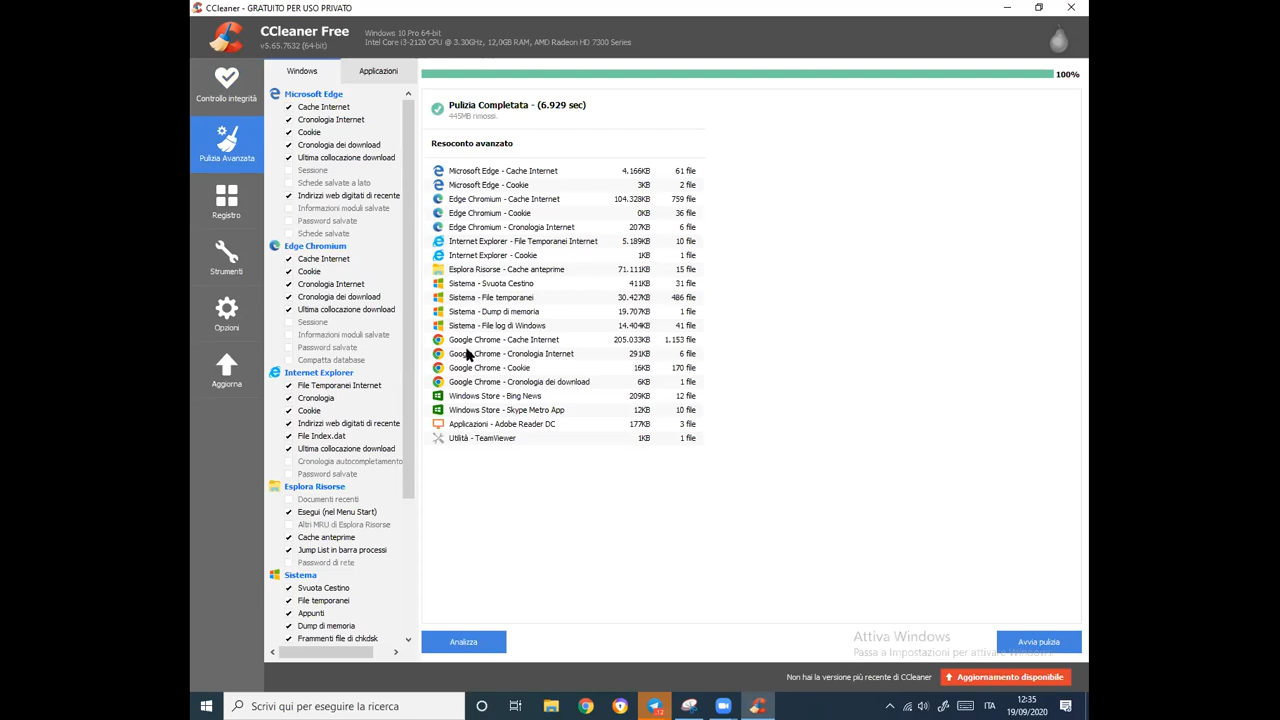 CCleaner - GRATUITO PER USO PRIVATO
CCleaner Free
v5.65.7632 (64-bit)
Windows 10 Pro 64-bit
Intel Core i3-2120 CPU @ 3.30GHz, 12,0GB RAM, AMD Radeon HD 7300 Series
Controllo integrità
Pulizia Avanzata
Registro
Strumenti
Opzioni
Aggiorna
Windows
Applicazioni
Microsoft Edge
Cache Internet
Cronologia Internet
Cookie
Cronologia dei download
Ultima collocazione download
Sessione
Schede salvate a lato
Indirizzi web digitati di recente
Informazioni moduli salvate
Password salvate
Schede salvate
Edge Chromium
Cache Internet
Cookie
Cronologia Internet
Cronologia dei download
Ultima collocazione download
Sessione
Informazioni moduli salvate
Password salvate
Compatta database
Internet Explorer
File Temporanei Internet
Cronologia
Cookie
Indirizzi web digitati di recente
File Index.dat
Ultima collocazione download
Cronologia autocompletamento
Password salvate
Esplora Risorse
Documenti recenti
Esegui (nel Menu Start)
Altri MRU di Esplora Risorse
Cache anteprime
Jump List in barra processi
Password di rete
Sistema
Svuota Cestino
File temporanei
Appunti
Dump di memoria
Frammenti file di chkdsk
100%
Pulizia Completata - (6.929 sec)
445MB rimossi.
Resoconto avanzato
Microsoft Edge - Cache Internet 4.166KB 61 file
Microsoft Edge - Cookie 3KB 2 file
Edge Chromium - Cache Internet 104.328KB 759 file
Edge Chromium - Cookie 0KB 36 file
Edge Chromium - Cronologia Internet 207KB 6 file
Internet Explorer - File Temporanei Internet 5.189KB 10 file
Internet Explorer - Cookie 1KB 1 file
Esplora Risorse - Cache anteprime 71.111KB 15 file
Sistema - Svuota Cestino 411KB 31 file
Sistema - File temporanei 30.427KB 486 file
Sistema - Dump di memoria 19.707KB 1 file
Sistema - File log di Windows 14.404KB 41 file
Google Chrome - Cache Internet 205.033KB 1.153 file
Google Chrome - Cronologia Internet 291KB 6 file
Google Chrome - Cookie 16KB 170 file
Google Chrome - Cronologia dei download 6KB 1 file
Windows Store - Bing News 209KB 12 file
Windows Store - Skype Metro App 12KB 10 file
Applicazioni - Adobe Reader DC 177KB 3 file
Utilità - TeamViewer 1KB 1 file
Analizza
Attiva Windows
Passa a Impostazioni per attivare Windows.
Avvia pulizia
Non hai la versione più recente di CCleaner
Aggiornamento disponibile
Scrivi qui per eseguire la ricerca
12
ITA
12:35
19/09/2020